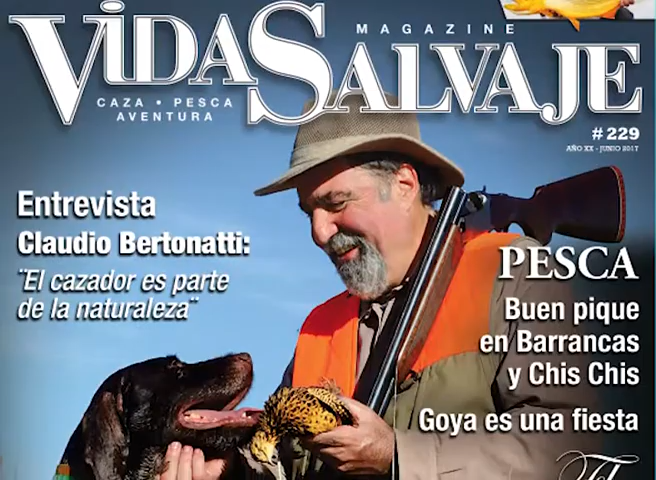 VIDA SALVAJE
MAGAZINE
CAZA • PESCA
AVENTURA
# 229
AÑO XX - JUNIO 2017
Entrevista
Claudio Bertonatti:
¨El cazador es parte
de la naturaleza¨
PESCA
Buen pique
en Barrancas
y Chis Chis
Goya es una fiesta